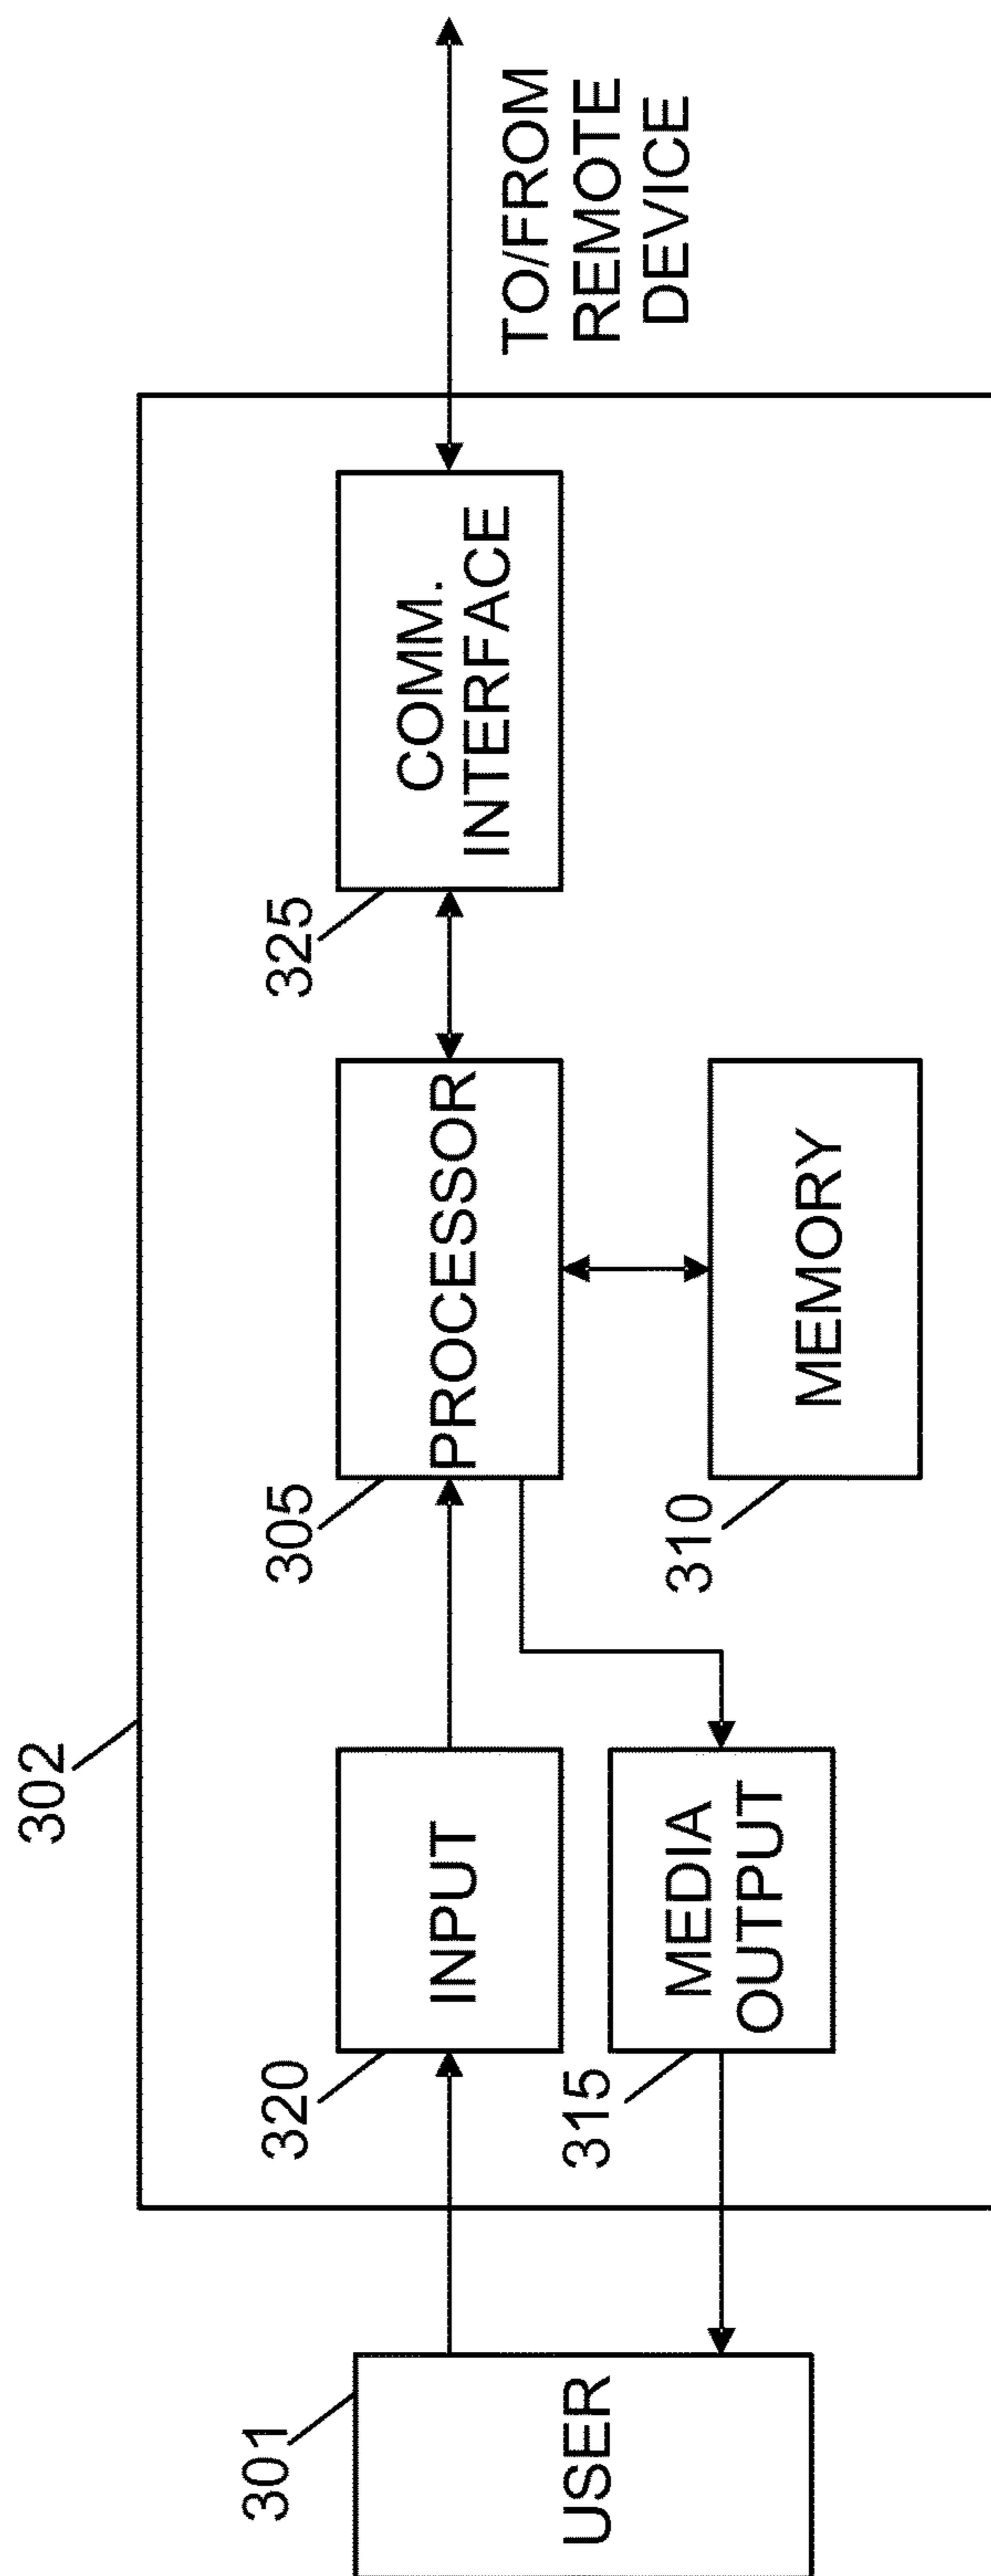 302
301
USER
320
INPUT
315
MEDIA
OUTPUT
305
PROCESSOR
310
MEMORY
325
COMM.
INTERFACE
TO/FROM
REMOTE
DEVICE